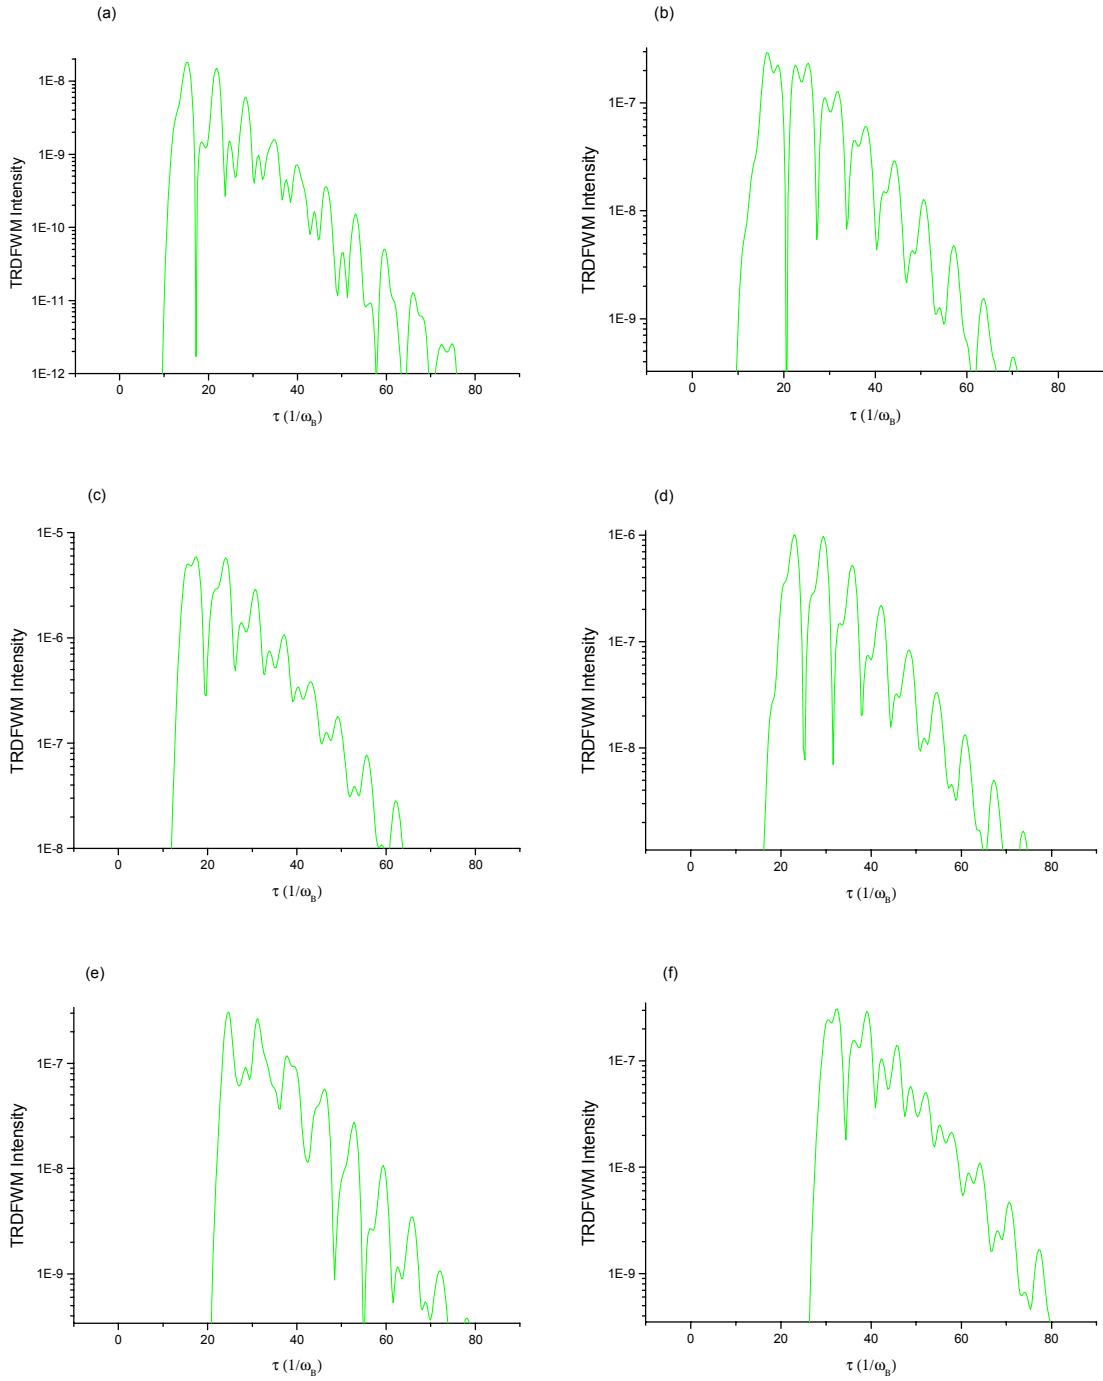 (a)
1E-8
1E-9
1E-10
1E-11
1E-12
TRDFWM Intensity
0 20 40 60 80
τ (1/ω_B)
(b)
1E-7
1E-8
1E-9
TRDFWM Intensity
0 20 40 60 80
τ (1/ω_B)
(c)
1E-5
1E-6
1E-7
1E-8
TRDFWM Intensity
0 20 40 60 80
τ (1/ω_B)
(d)
1E-6
1E-7
1E-8
TRDFWM Intensity
0 20 40 60 80
τ (1/ω_B)
(e)
1E-7
1E-8
1E-9
TRDFWM Intensity
0 20 40 60 80
τ (1/ω_B)
(f)
1E-7
1E-8
1E-9
TRDFWM Intensity
0 20 40 60 80
τ (1/ω_B)